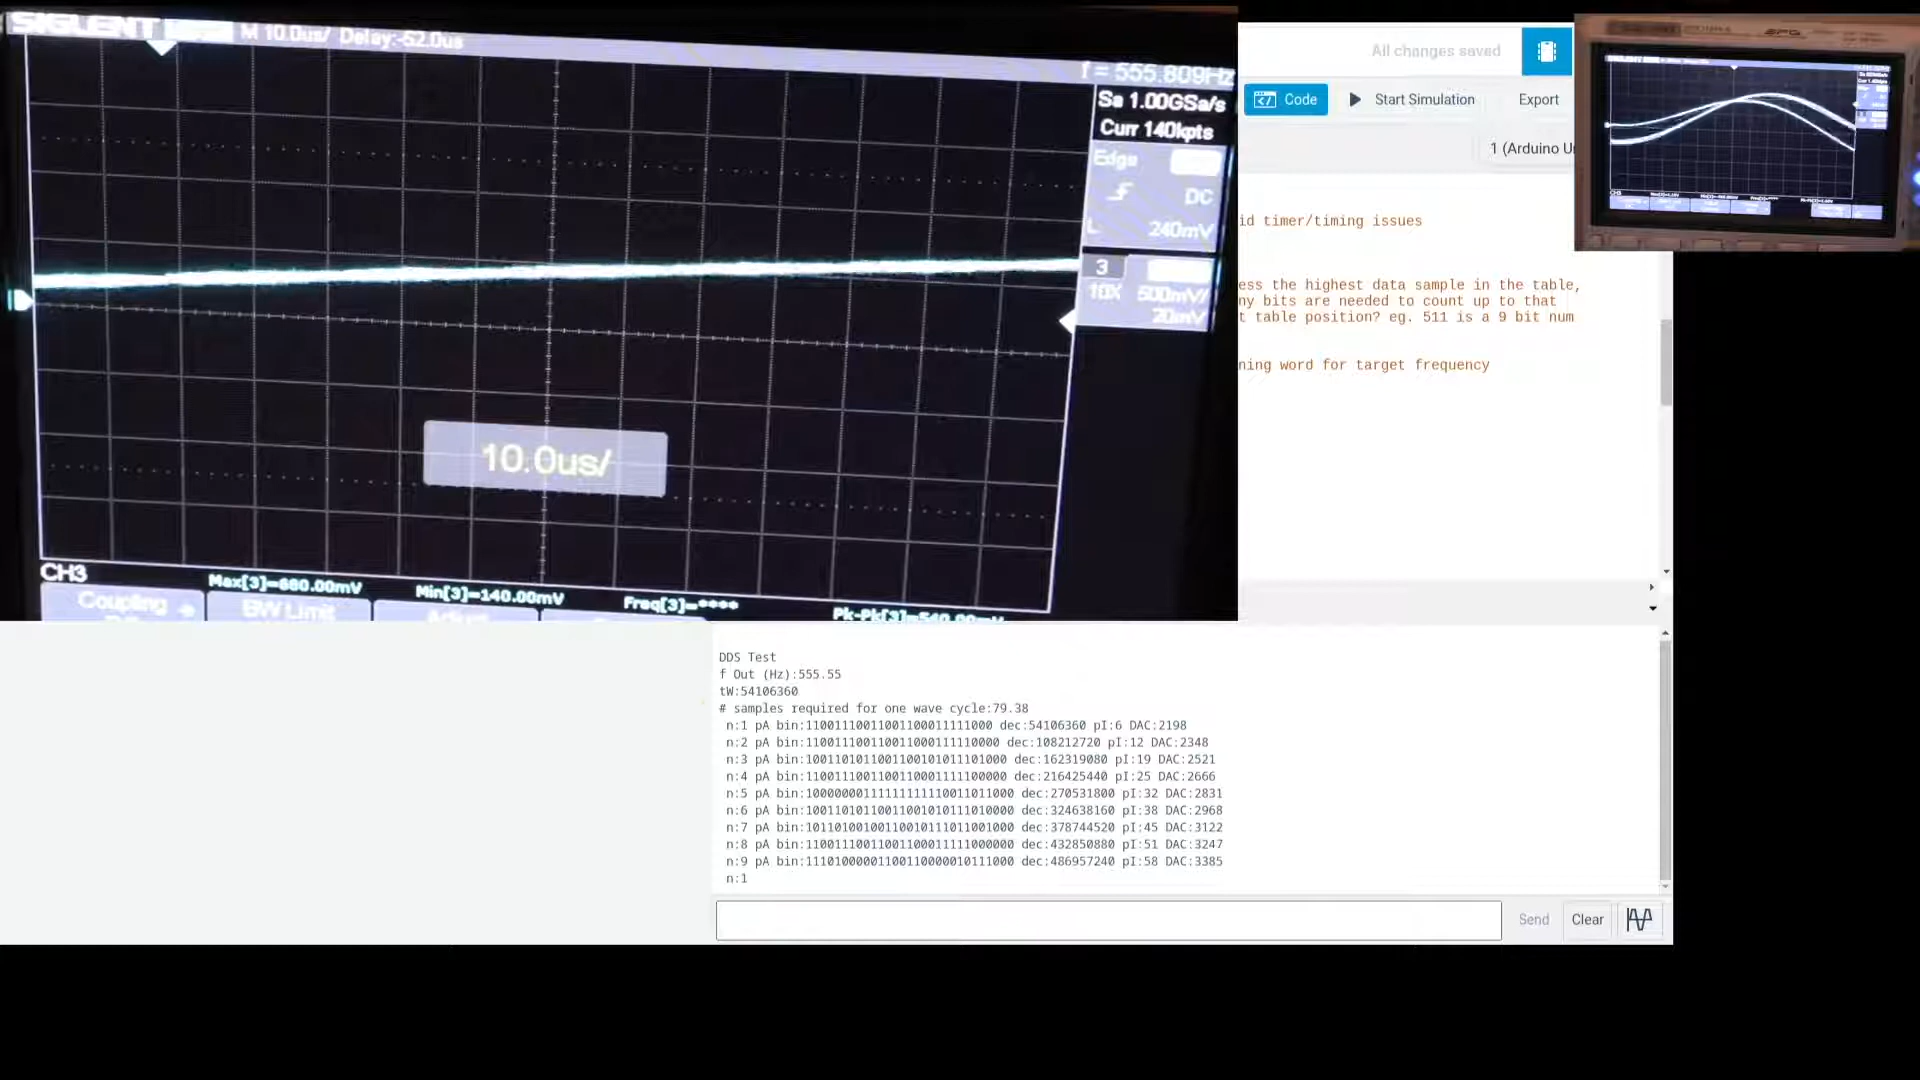 SIGLENT
M 10.0us/ Delay:-52.0us
f = 555.809Hz
Sa 1.00GSa/s
Curr 140kpts
Edge
DC
L 240mV
3
10X 500mV/
20mV
10.0us/
CH3
Max[3]=680.00mV
Min[3]=140.00mV
Freq[3]=****
Pk-Pk[3]=540.00mV
Coupling
BW Limit
Adjust
All changes saved
Code
Start Simulation
Export
1 (Arduino Un
id timer/timing issues
ess the highest data sample in the table,
ny bits are needed to count up to that
t table position? eg. 511 is a 9 bit num
ning word for target frequency
DDS Test
f Out (Hz):555.55
tW:54106360
# samples required for one wave cycle:79.38
n:1 pA bin:11001110011001100011111000 dec:54106360 pI:6 DAC:2198
n:2 pA bin:110011100110011000111110000 dec:108212720 pI:12 DAC:2348
n:3 pA bin:1001101011001100101011101000 dec:162319080 pI:19 DAC:2521
n:4 pA bin:1100111001100110001111100000 dec:216425440 pI:25 DAC:2666
n:5 pA bin:10000000111111111110011011000 dec:270531800 pI:32 DAC:2831
n:6 pA bin:10011010110011001010111010000 dec:324638160 pI:38 DAC:2968
n:7 pA bin:10110100100110010111011001000 dec:378744520 pI:45 DAC:3122
n:8 pA bin:11001110011001100011111000000 dec:432850880 pI:51 DAC:3247
n:9 pA bin:11101000001100110000010111000 dec:486957240 pI:58 DAC:3385
n:1
Send
Clear